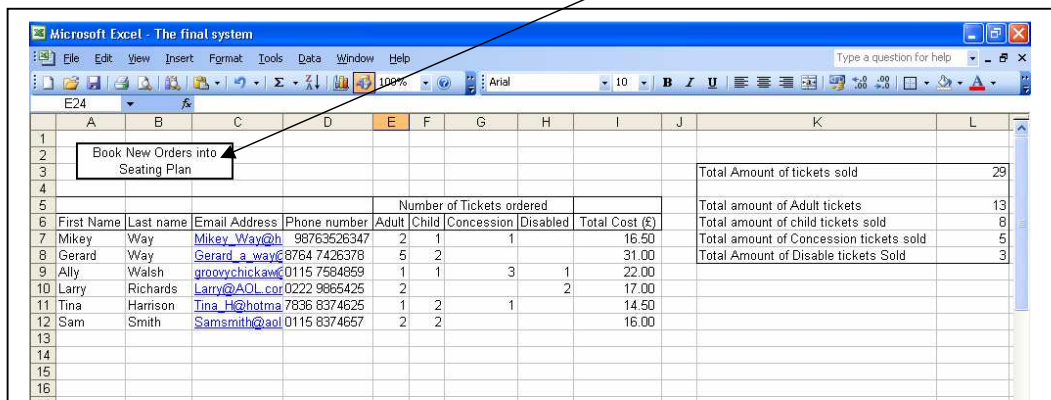 Microsoft Excel - The final system
File Edit View Insert Format Tools Data Window Help Type a question for help
100% Arial 10 B I U
E24 fx
A B C D E F G H I J K L
1
2 Book New Orders into
3 Seating Plan Total Amount of tickets sold 29
4
5 Number of Tickets ordered Total amount of Adult tickets 13
6 First Name Last name Email Address Phone number Adult Child Concession Disabled Total Cost (£) Total amount of child tickets sold 8
7 Mikey Way Mikey_Way@h 98763526347 2 1 1 16.50 Total amount of Concession tickets sold 5
8 Gerard Way Gerard_a_way@ 8764 7426378 5 2 31.00 Total Amount of Disable tickets Sold 3
9 Ally Walsh groovychickaw@ 0115 7584859 1 1 3 1 22.00
10 Larry Richards Larry@AOL.cor 0222 9865425 2 2 17.00
11 Tina Harrison Tina_H@hotma 7836 8374625 1 2 1 14.50
12 Sam Smith Samsmith@aol 0115 8374657 2 2 16.00
13
14
15
16